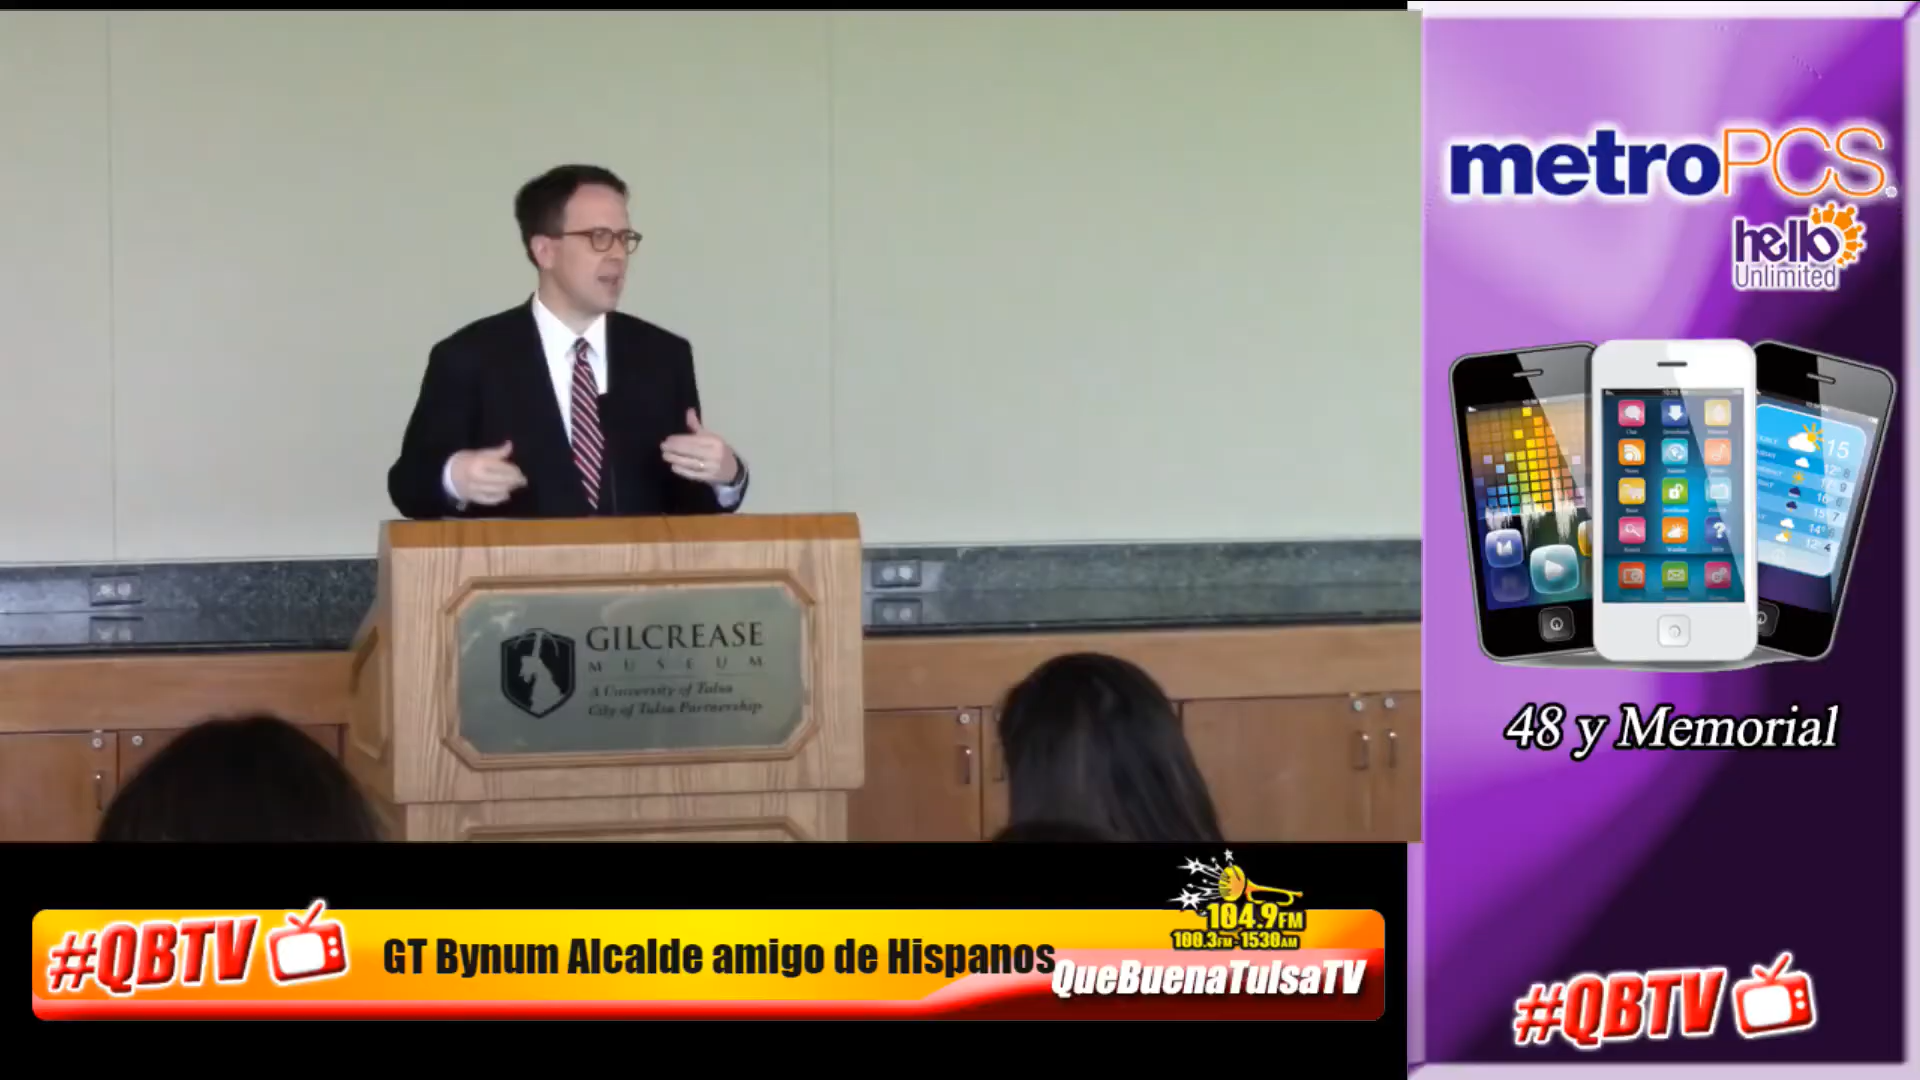 GILCREASE
MUSEUM
A University of Tulsa
City of Tulsa Partnership
metroPCS
hello
Unlimited
48 y Memorial
#QBTV
GT Bynum Alcalde amigo de Hispanos
104.9FM
100.3FM-1530AM
QueBuenaTulsaTV
#QBTV